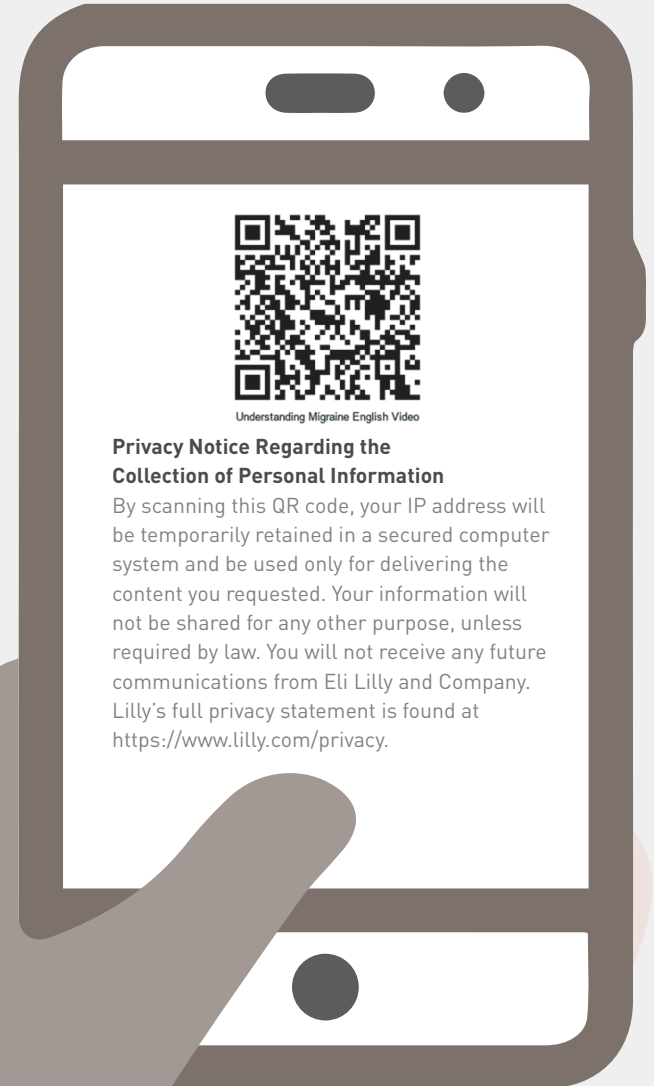 Understanding Migraine English Video
Privacy Notice Regarding the
Collection of Personal Information
By scanning this QR code, your IP address will
be temporarily retained in a secured computer
system and be used only for delivering the
content you requested. Your information will
not be shared for any other purpose, unless
required by law. You will not receive any future
communications from Eli Lilly and Company.
Lilly’s full privacy statement is found at
https://www.lilly.com/privacy.